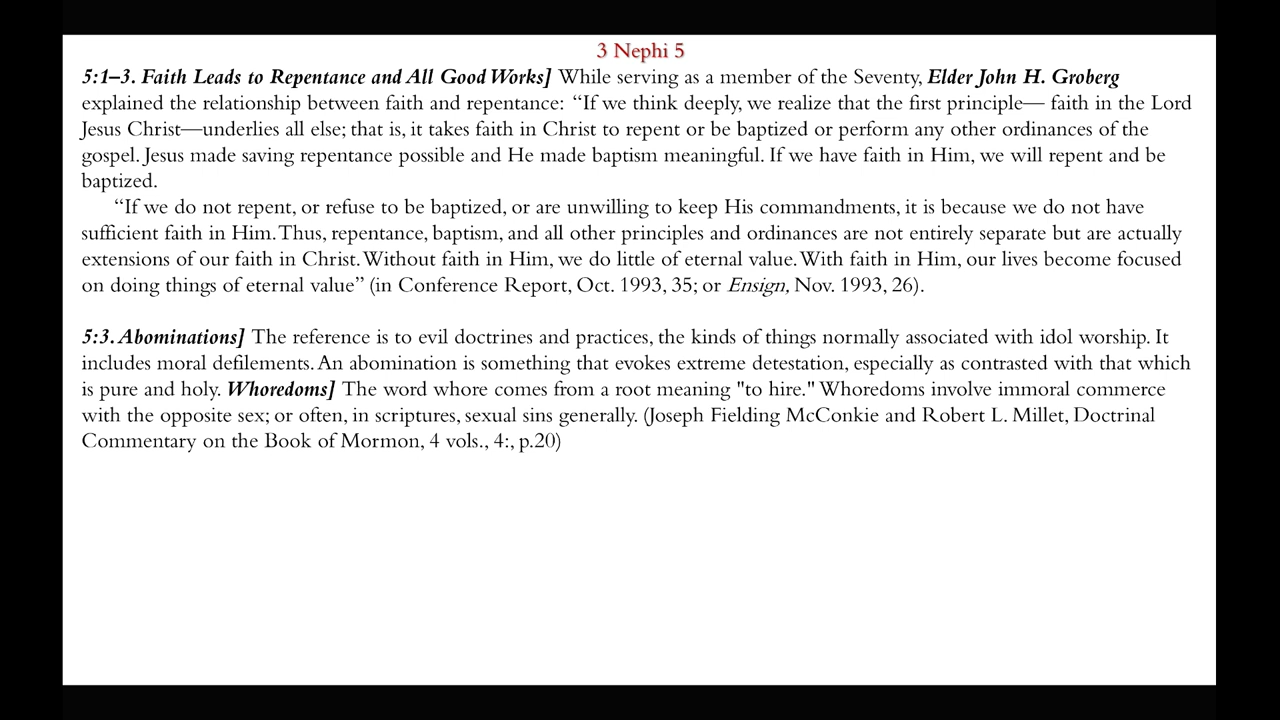 3 Nephi 5
5:1–3. Faith Leads to Repentance and All Good Works] While serving as a member of the Seventy, Elder John H. Groberg
explained the relationship between faith and repentance: “If we think deeply, we realize that the first principle— faith in the Lord
Jesus Christ—underlies all else; that is, it takes faith in Christ to repent or be baptized or perform any other ordinances of the
gospel. Jesus made saving repentance possible and He made baptism meaningful. If we have faith in Him, we will repent and be
baptized.
“If we do not repent, or refuse to be baptized, or are unwilling to keep His commandments, it is because we do not have
sufficient faith in Him. Thus, repentance, baptism, and all other principles and ordinances are not entirely separate but are actually
extensions of our faith in Christ. Without faith in Him, we do little of eternal value. With faith in Him, our lives become focused
on doing things of eternal value” (in Conference Report, Oct. 1993, 35; or Ensign, Nov. 1993, 26).
5:3. Abominations] The reference is to evil doctrines and practices, the kinds of things normally associated with idol worship. It
includes moral defilements. An abomination is something that evokes extreme detestation, especially as contrasted with that which
is pure and holy. Whoredoms] The word whore comes from a root meaning "to hire." Whoredoms involve immoral commerce
with the opposite sex; or often, in scriptures, sexual sins generally. (Joseph Fielding McConkie and Robert L. Millet, Doctrinal
Commentary on the Book of Mormon, 4 vols., 4:, p.20)